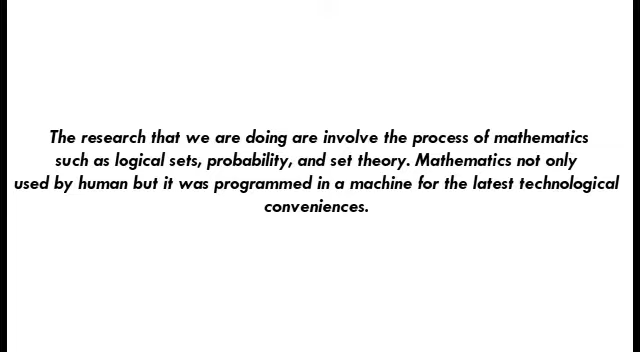 The research that we are doing are involve the process of mathematics
such as logical sets, probability, and set theory. Mathematics not only
used by human but it was programmed in a machine for the latest technological
conveniences.